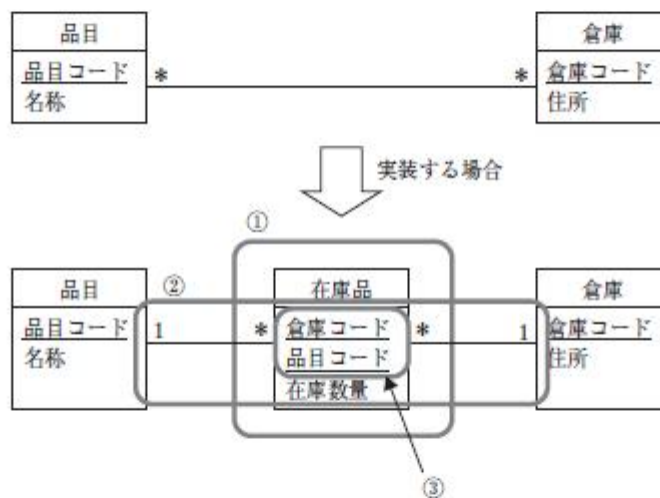 品目
品目コード
名称
*
*
倉庫
倉庫コード
住所
実装する場合
①
品目
品目コード
名称
②
1
*
在庫品
倉庫コード
品目コード
在庫数量
*
1
倉庫
倉庫コード
住所
③